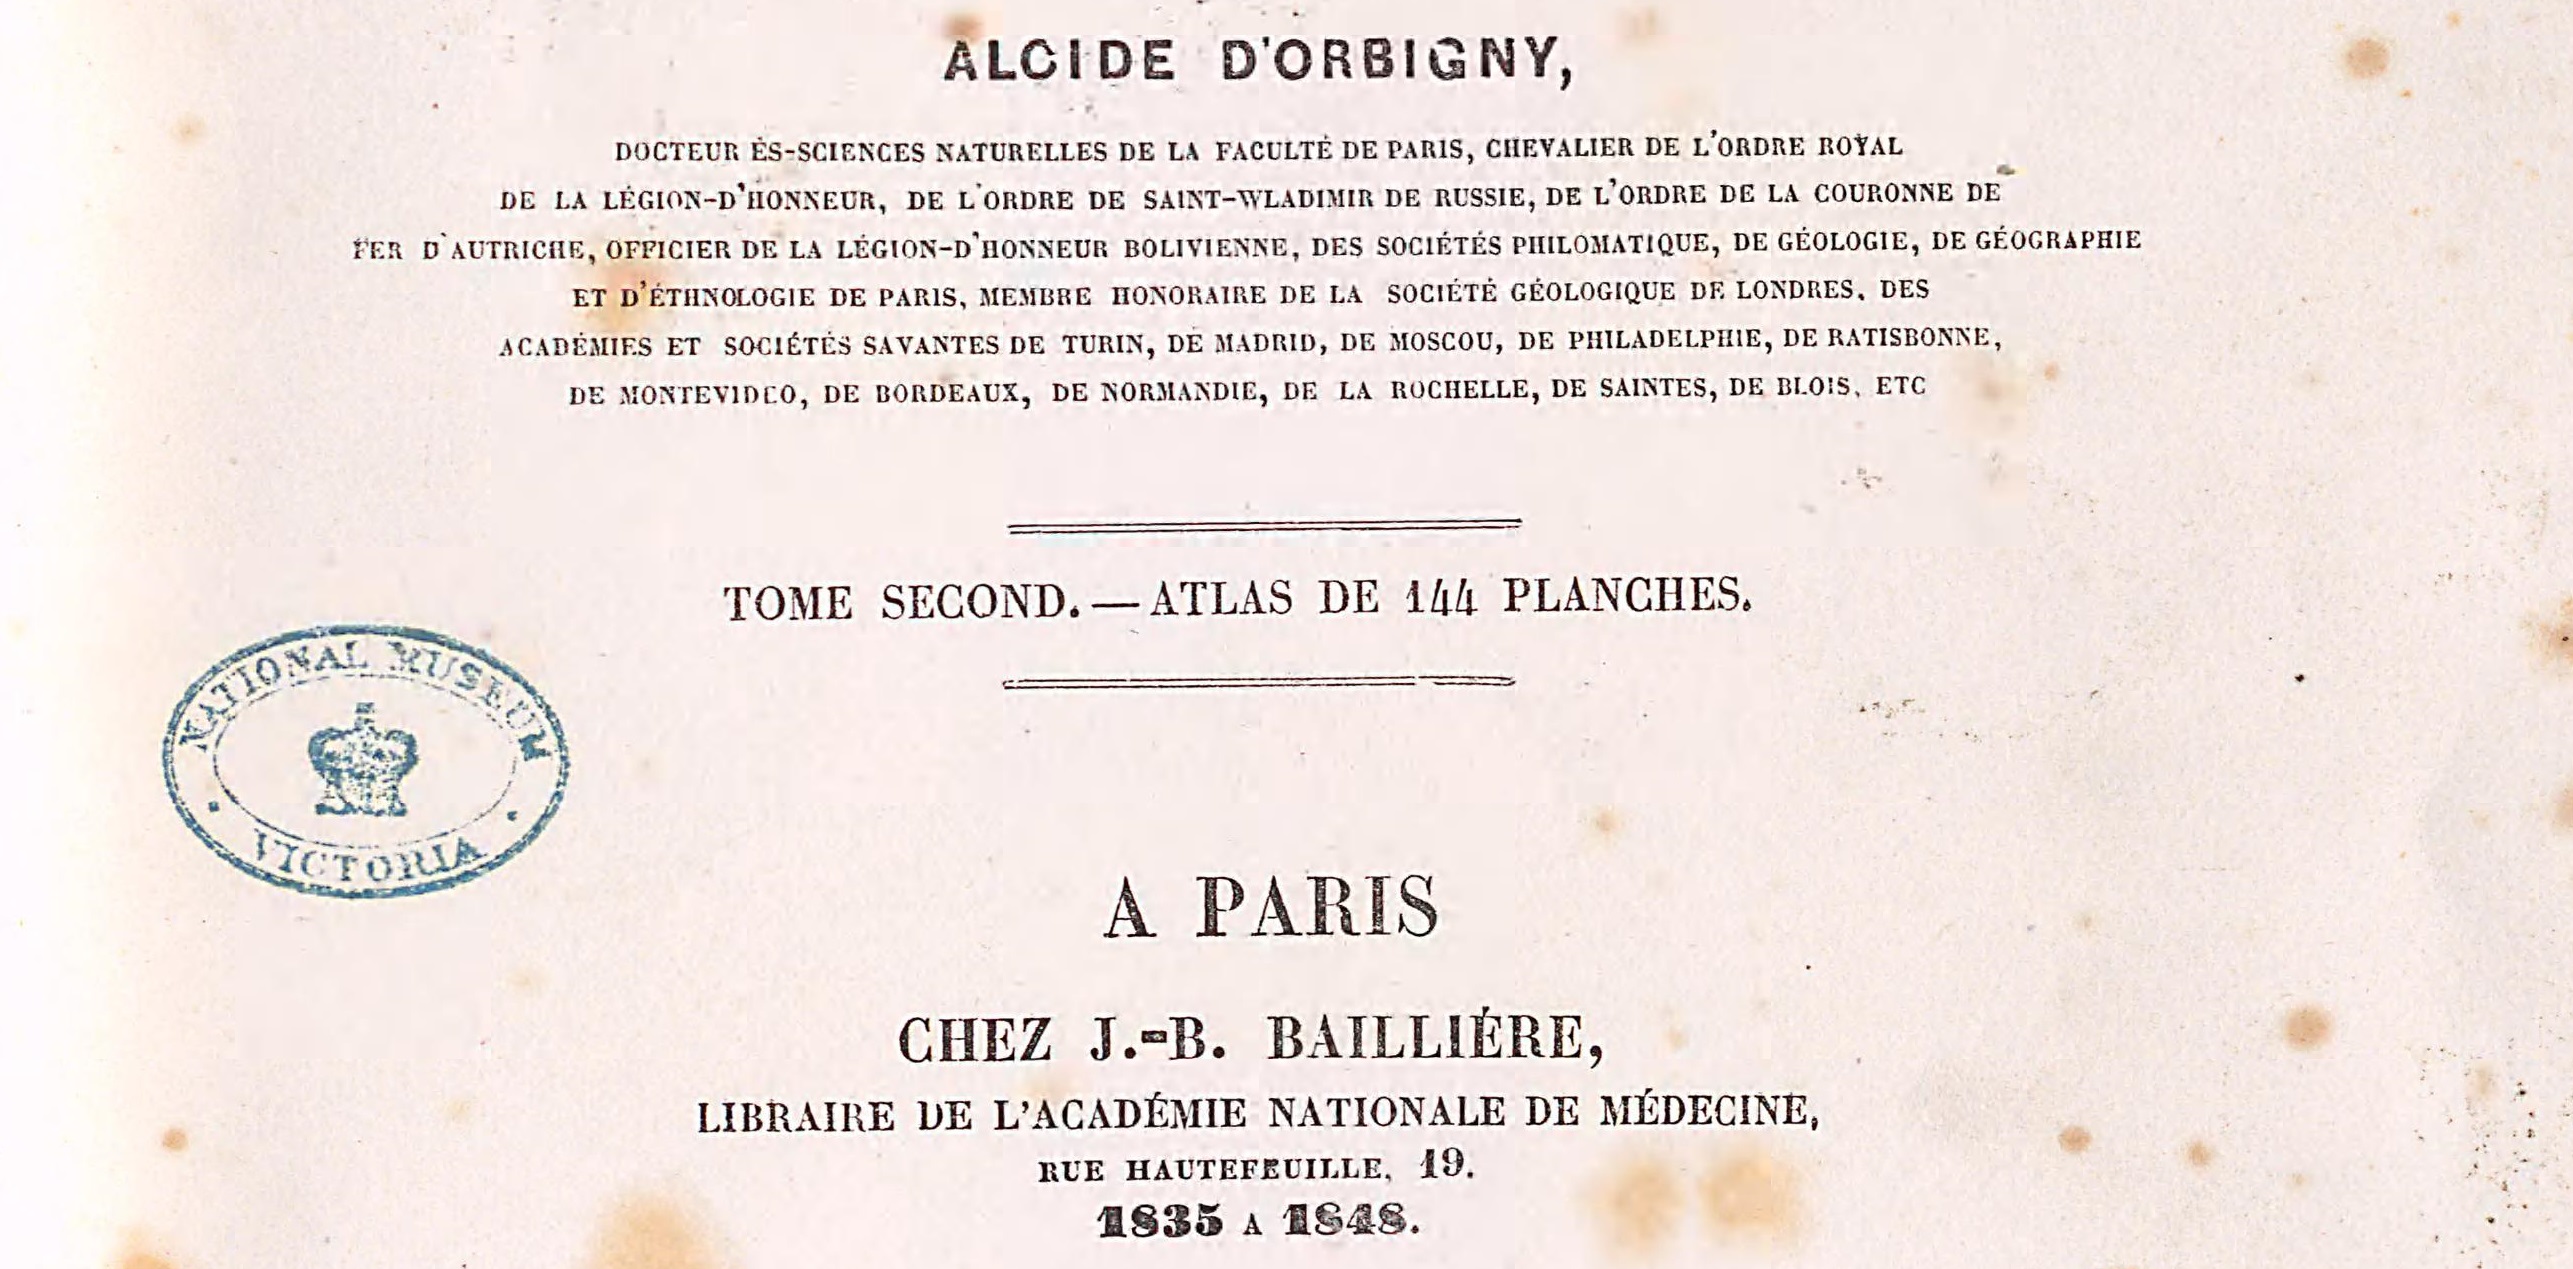 ALCIDE D'ORBIGNY,
DOCTEUR ÈS-SCIENCES NATURELLES DE LA FACULTÉ DE PARIS, CHEVALIER DE L'ORDRE ROYAL
DE LA LÉGION-D'HONNEUR, DE L'ORDRE DE SAINT-WLADIMIR DE RUSSIE, DE L'ORDRE DE LA COURONNE DE
FER D'AUTRICHE, OFFICIER DE LA LÉGION-D'HONNEUR BOLIVIENNE, DES SOCIÉTÉS PHILOMATIQUE, DE GÉOLOGIE, DE GÉOGRAPHIE
ET D'ÉTHNOLOGIE DE PARIS, MEMBRE HONORAIRE DE LA SOCIÉTÉ GÉOLOGIQUE DE LONDRES, DES
ACADÉMIES ET SOCIÉTÉS SAVANTES DE TURIN, DE MADRID, DE MOSCOU, DE PHILADELPHIE, DE RATISBONNE,
DE MONTEVIDEO, DE BORDEAUX, DE NORMANDIE, DE LA ROCHELLE, DE SAINTES, DE BLOIS, ETC
TOME SECOND. — ATLAS DE 144 PLANCHES.
NATIONAL MUSEUM
VICTORIA
A PARIS
CHEZ J.-B. BAILLIÉRE,
LIBRAIRE DE L'ACADÉMIE NATIONALE DE MÉDECINE,
RUE HAUTEFEUILLE, 19.
1835 A 1848.